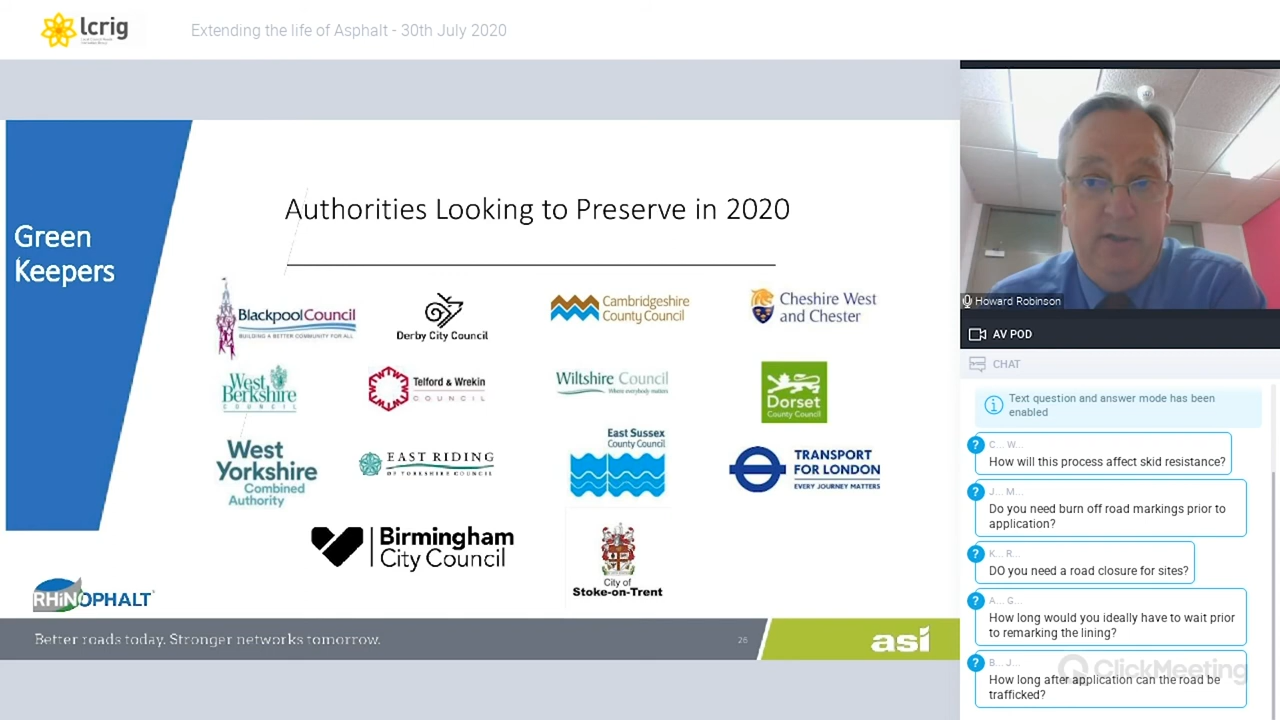 lcrig
Extending the life of Asphalt - 30th July 2020
Green
Keepers
Authorities Looking to Preserve in 2020
Blackpool Council
BUILDING A BETTER COMMUNITY FOR ALL
Derby City Council
Cambridgeshire
County Council
Cheshire West
and Chester
West
Berkshire
COUNCIL
Telford & Wrekin
COUNCIL
Wiltshire Council
Where everybody matters
Dorset
County Council
West
Yorkshire
Combined
Authority
EAST RIDING
OF YORKSHIRE COUNCIL
East Sussex
County Council
TRANSPORT
FOR LONDON
EVERY JOURNEY MATTERS
Birmingham
City Council
City of
Stoke-on-Trent
RHiNOPHALT
Better roads today. Stronger networks tomorrow.
26
asi
Howard Robinson
AV POD
CHAT
Text question and answer mode has been
enabled
C... W...
How will this process affect skid resistance?
J... M...
Do you need burn off road markings prior to
application?
K... R...
DO you need a road closure for sites?
A... G...
How long would you ideally have to wait prior
to remarking the lining?
B... J...
How long after application can the road be
trafficked?
ClickMeeting